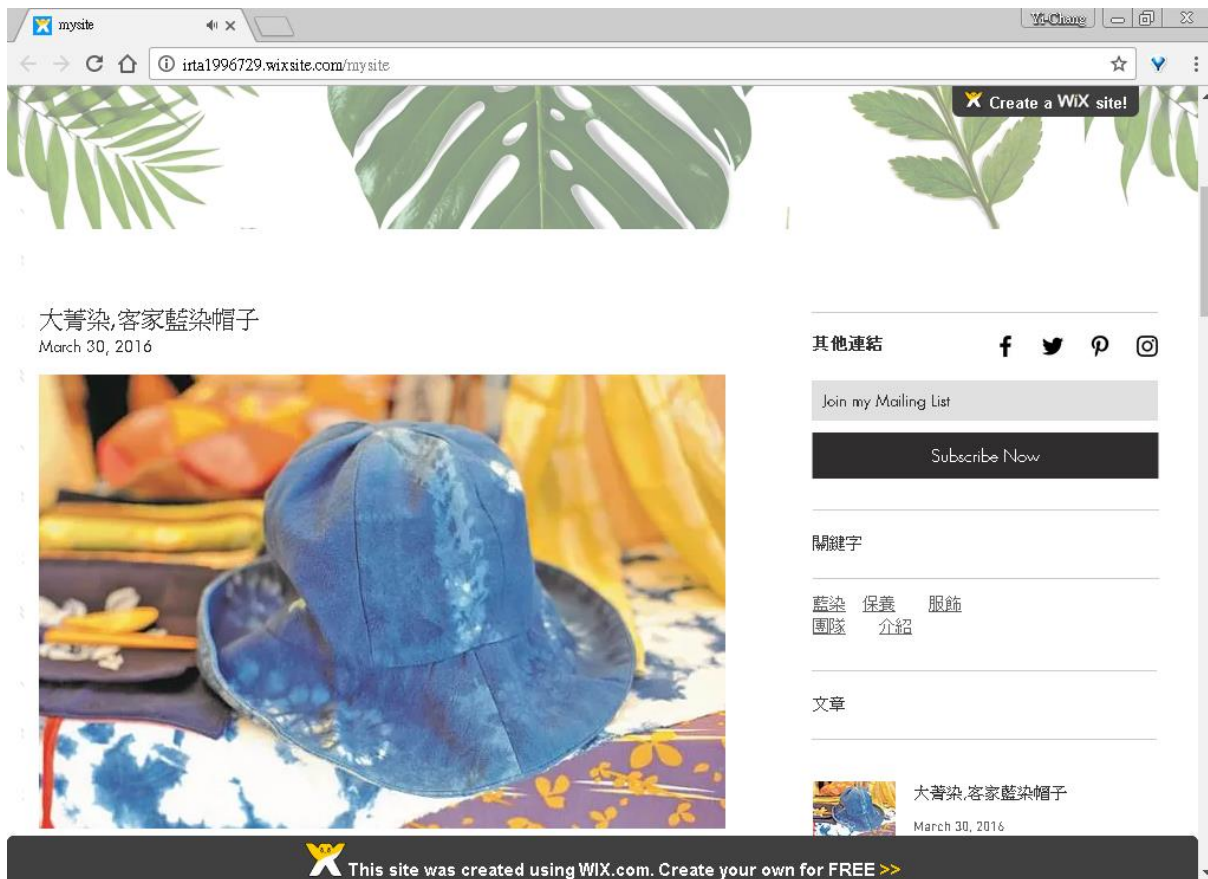 mysite
Yi-Chang
irta1996729.wixsite.com/mysite
Create a WiX site!
大菁染,客家藍染帽子
March 30, 2016
其他連結
Join my Mailing List
Subscribe Now
關鍵字
藍染 保養 服飾
團隊 介紹
文章
大菁染,客家藍染帽子
March 30, 2016
This site was created using WIX.com. Create your own for FREE >>